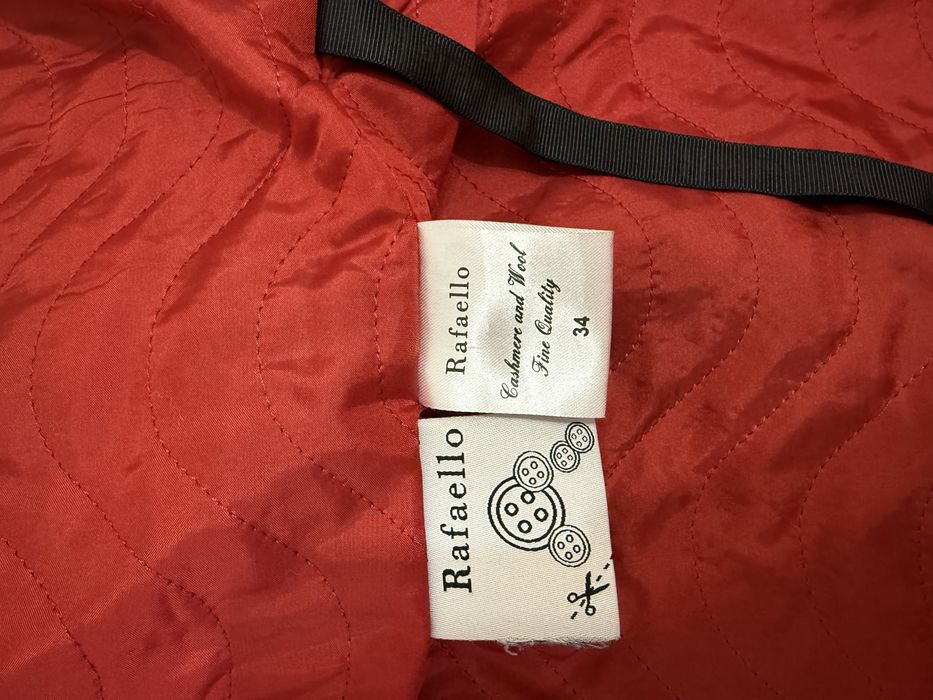 Rafaello
Cashmere and Wool
Fine Quality
34
Rafaello